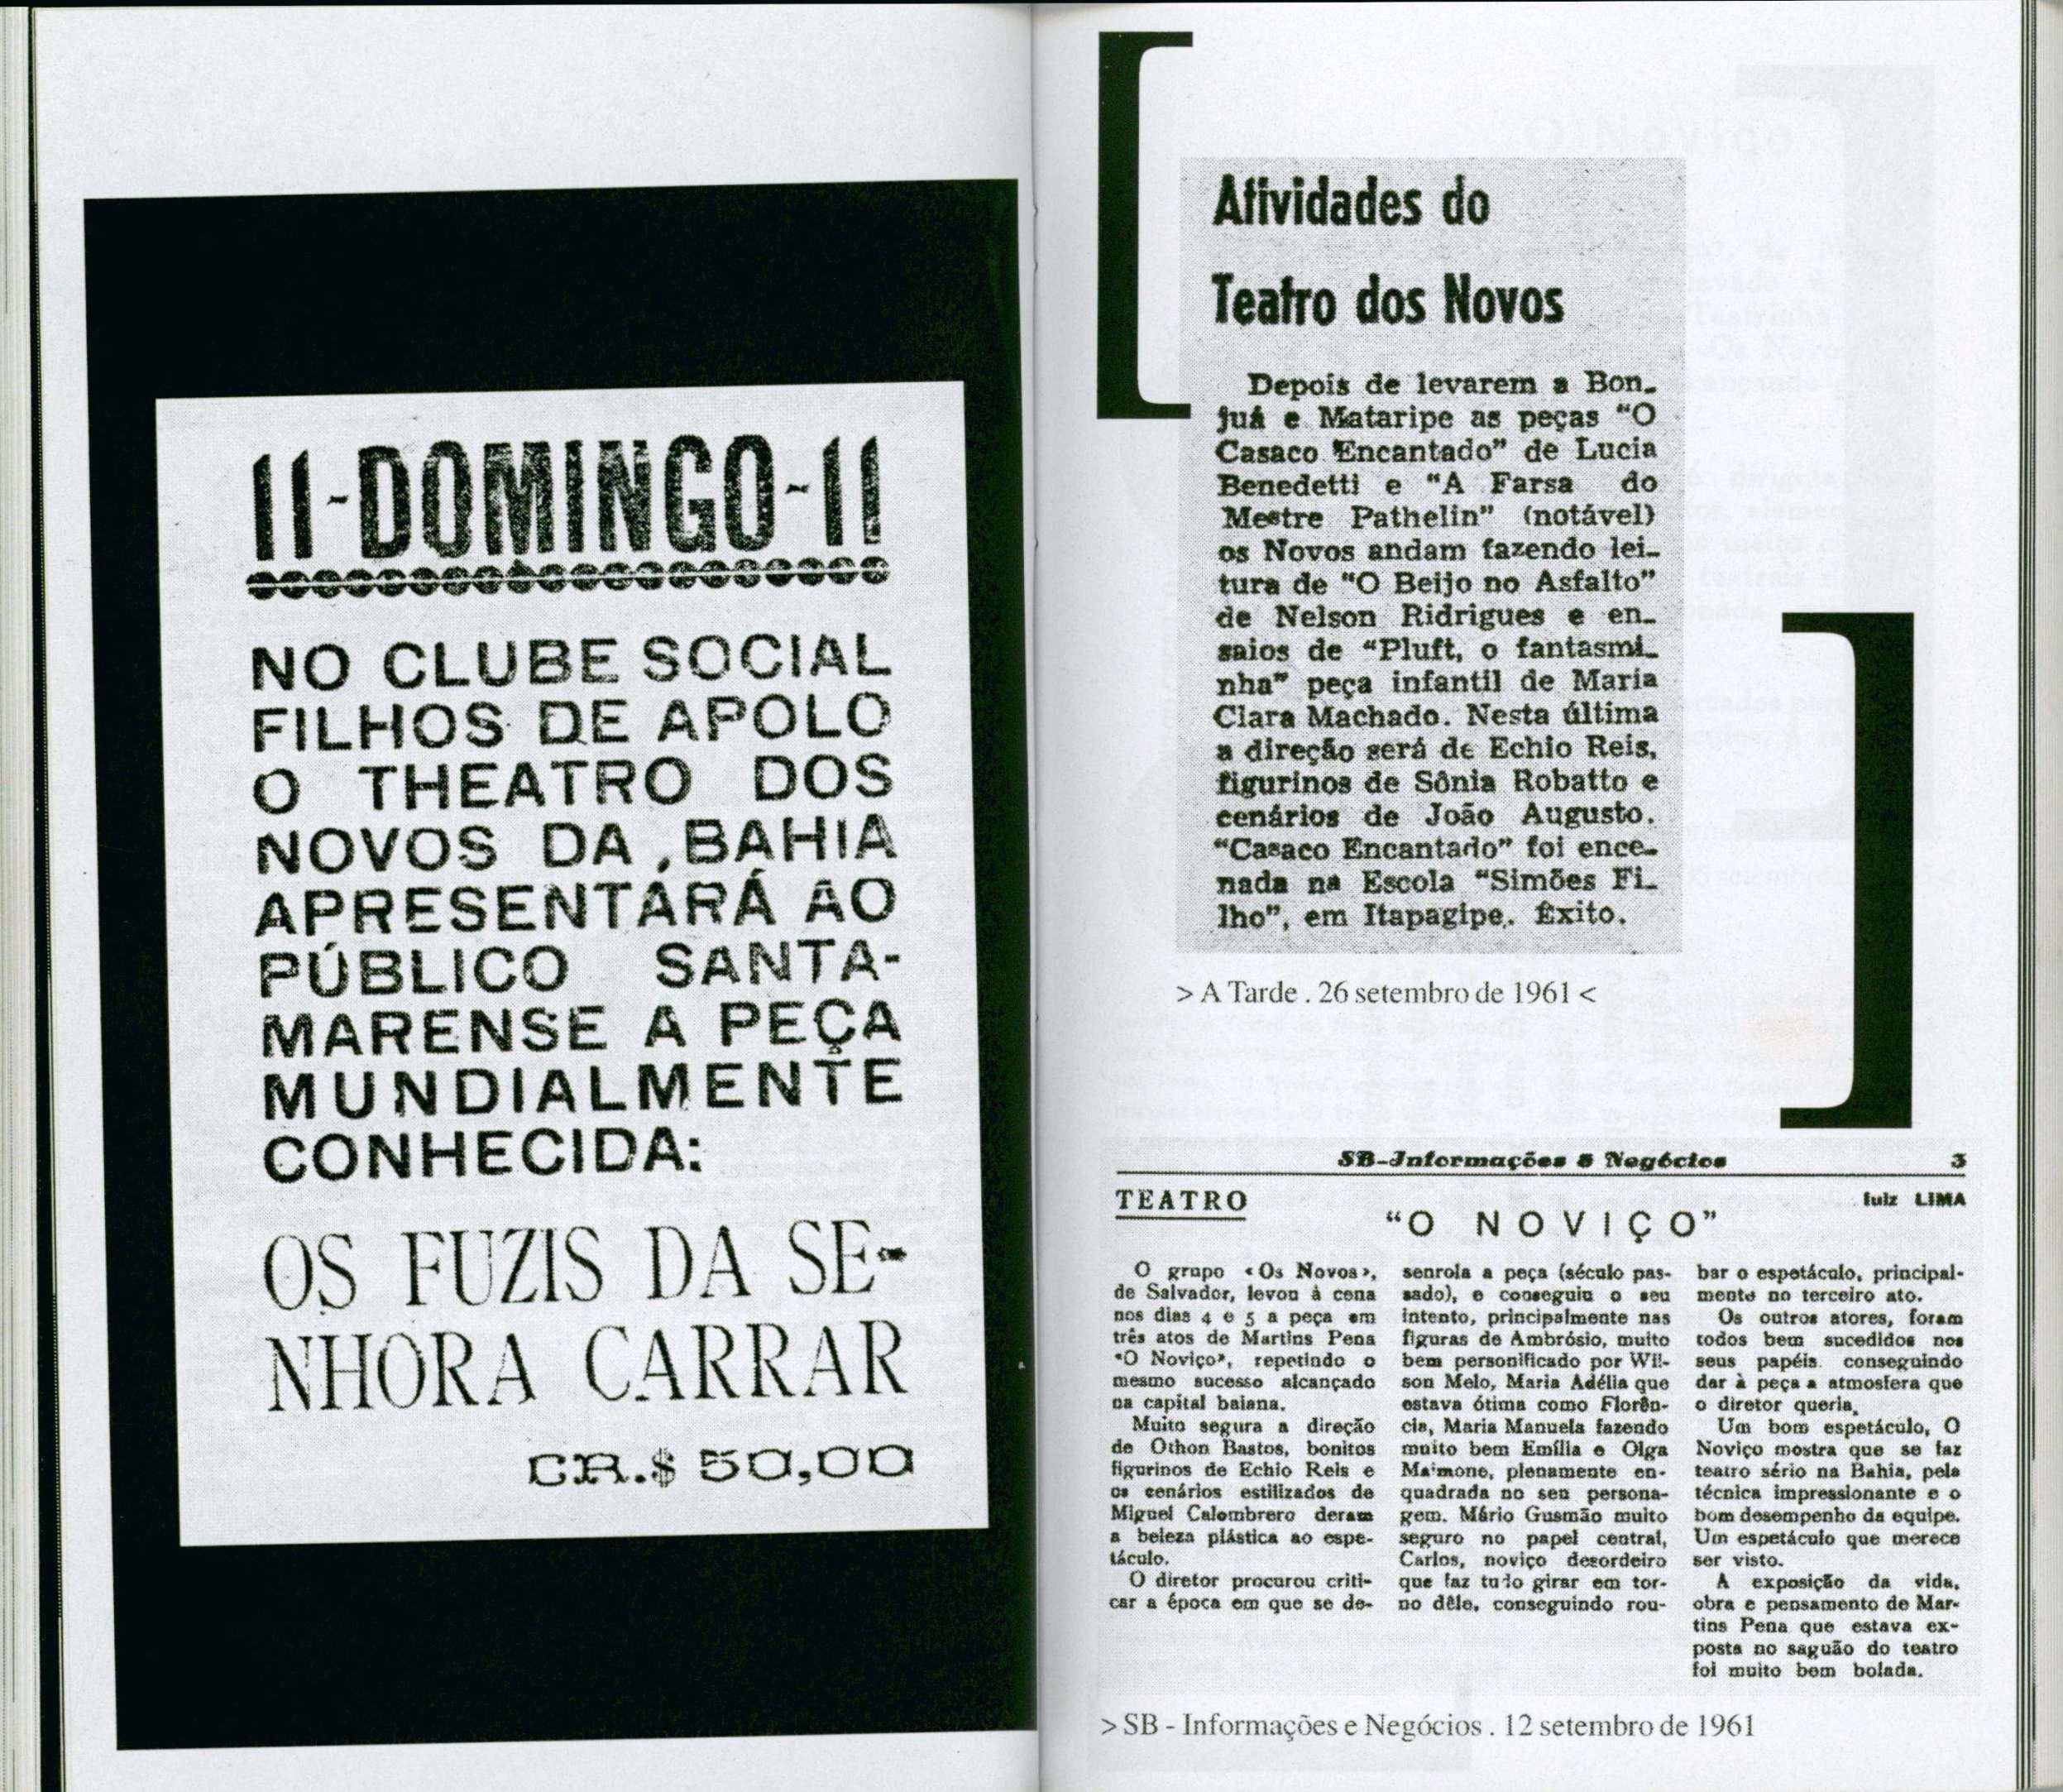 11-DOMINGO-11
NO CLUBE SOCIAL
FILHOS DE APOLO
O THEATRO DOS
NOVOS DA BAHIA
APRESENTARÁ AO
PÚBLICO SANTA-
MARENSE A PEÇA
MUNDIALMENTE
CONHECIDA:
OS FUZIS DA SE-
NHORA CARRAR
CR.$ 50,00
Atividades do
Teatro dos Novos
Depois de levarem a Bon-
juá e Mataripe as peças "O
Casaco Encantado" de Lucia
Benedetti e "A Farsa do
Mestre Pathelin" (notável)
os Novos andam fazendo lei-
tura de "O Beijo no Asfalto"
de Nelson Ridrigues e en-
saios de "Pluft, o fantasmi-
nha" peça infantil de Maria
Clara Machado. Nesta última
a direção será de Echio Reis,
figurinos de Sônia Robatto e
cenários de João Augusto.
"Casaco Encantado" foi ence-
nada na Escola "Simões Fi-
lho", em Itapagipe. Êxito.
> A Tarde . 26 setembro de 1961 <
SB-Informações e Negócios 3
TEATRO
luiz LIMA
"O NOVIÇO"
O grupo «Os Novos»,
de Salvador, levou à cena
nos dias 4 e 5 a peça em
três atos de Martins Pena
"O Noviço", repetindo o
mesmo sucesso alcançado
na capital baiana.
Muito segura a direção
de Othon Bastos, bonitos
figurinos de Echio Reis e
os cenários estilizados de
Miguel Calombrero deram
a beleza plástica ao espe-
táculo.
O diretor procurou criti-
car a época em que se de-
senrola a peça (século pas-
sado), e conseguiu o seu
intento, principalmente nas
figuras de Ambrósio, muito
bem personificado por Wil-
son Melo, Maria Adélia que
estava ótima como Florên-
cia, Maria Manuela fazendo
muito bem Emília e Olga
Maimone, plenamente en-
quadrada no seu persona-
gem. Mário Gusmão muito
seguro no papel central,
Carlos, noviço desordeiro
que faz tudo girar em tor-
no dêle, conseguindo rou-
bar o espetáculo, principal-
mente no terceiro ato.
Os outros atores, foram
todos bem sucedidos nos
seus papéis. conseguindo
dar à peça a atmosfera que
o diretor queria.
Um bom espetáculo, O
Noviço mostra que se faz
teatro sério na Bahia, pela
técnica impressionante e o
bom desempenho da equipe.
Um espetáculo que merece
ser visto.
A exposição da vida,
obra e pensamento de Mar-
tins Pena que estava ex-
posta no saguão do teatro
foi muito bem bolada.
> SB - Informações e Negócios . 12 setembro de 1961